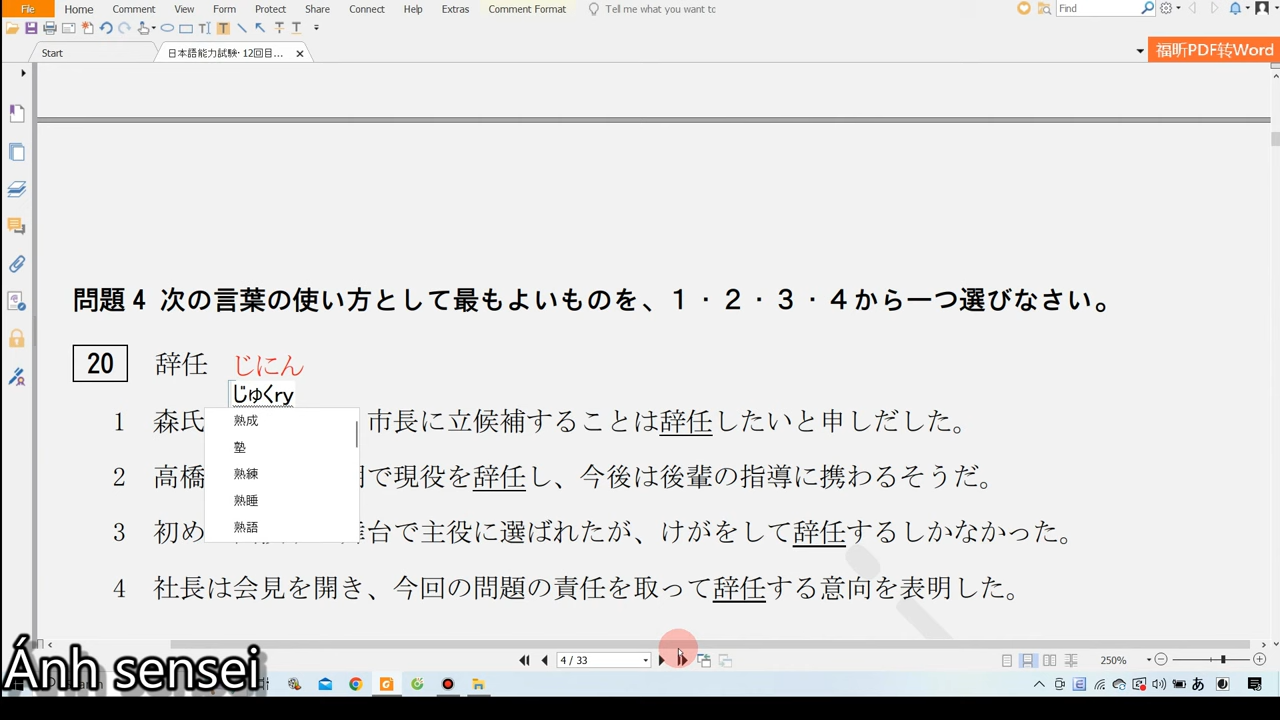 File Home Comment View Form Protect Share Connect Help Extras Comment Format Tell me what you want to Find
Start 日本語能力試験· 12回目... 福昕PDF转Word
問題4 次の言葉の使い方として最もよいものを、1・2・3・4から一つ選びなさい。
20 辞任 じにん
じゅくry
熟成
塾
熟練
熟睡
熟語
1 森氏 市長に立候補することは辞任したいと申しだした。
2 高橋 で現役を辞任し、今後は後輩の指導に携わるそうだ。
3 初め 台で主役に選ばれたが、けがをして辞任するしかなかった。
4 社長は会見を開き、今回の問題の責任を取って辞任する意向を表明した。
4 / 33 250%
Ánh sensei
あ